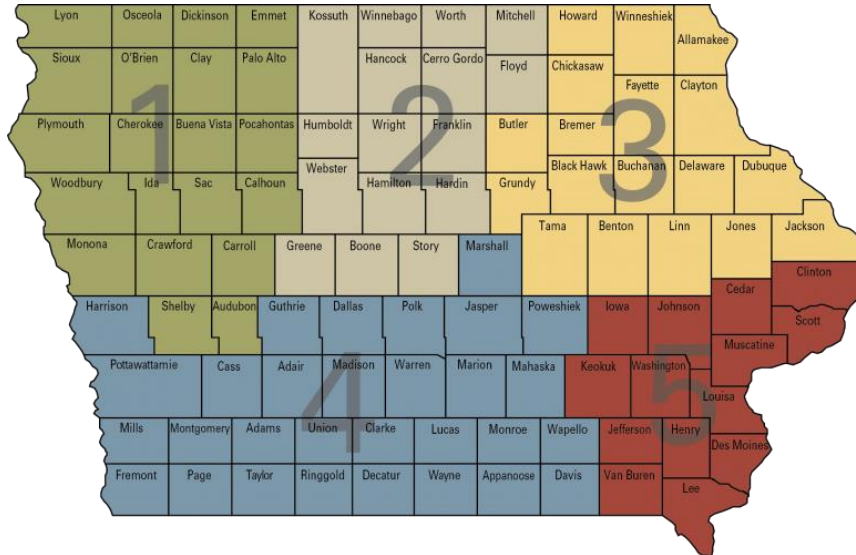 Lyon Osceola Dickinson Emmet Kossuth Winnebago Worth Mitchell Howard Winneshiek Allamakee
Sioux O'Brien Clay Palo Alto Hancock Cerro Gordo Floyd Chickasaw Fayette Clayton
1 2 3
Plymouth Cherokee Buena Vista Pocahontas Humboldt Wright Franklin Butler Bremer
Webster Black Hawk Buchanan Delaware Dubuque
Woodbury Ida Sac Calhoun Hamilton Hardin Grundy
Tama Benton Linn Jones Jackson
Monona Crawford Carroll Greene Boone Story Marshall Clinton
Cedar
Harrison Shelby Audubon Guthrie Dallas Polk Jasper Poweshiek Iowa Johnson Scott
Muscatine
Pottawattamie Cass Adair Madison Warren Marion Mahaska Keokuk Washington
4 5
Louisa
Mills Montgomery Adams Union Clarke Lucas Monroe Wapello Jefferson Henry
Des Moines
Fremont Page Taylor Ringgold Decatur Wayne Appanoose Davis Van Buren
Lee